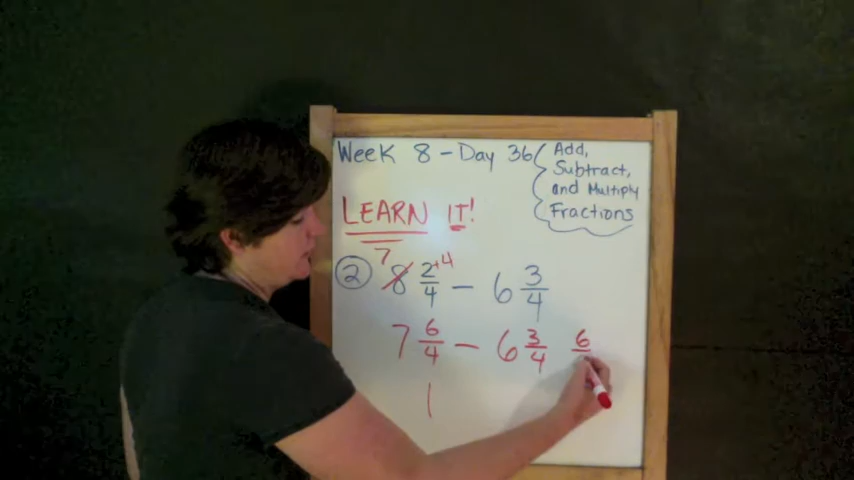 Week 8 - Day 36
Add,
Subtract,
and Multiply
Fractions
LEARN IT!
7
② 8 2+4/4 - 6 3/4
7 6/4 - 6 3/4 6/
1